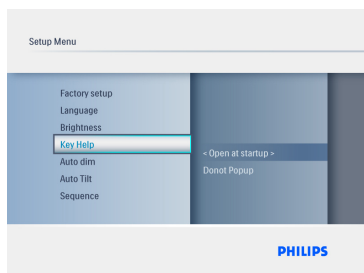 Setup Menu
Factory setup
Language
Brightness
Key Help
Auto dim
Auto Tilt
Sequence
< Open at startup >
Donot Popup
PHILIPS